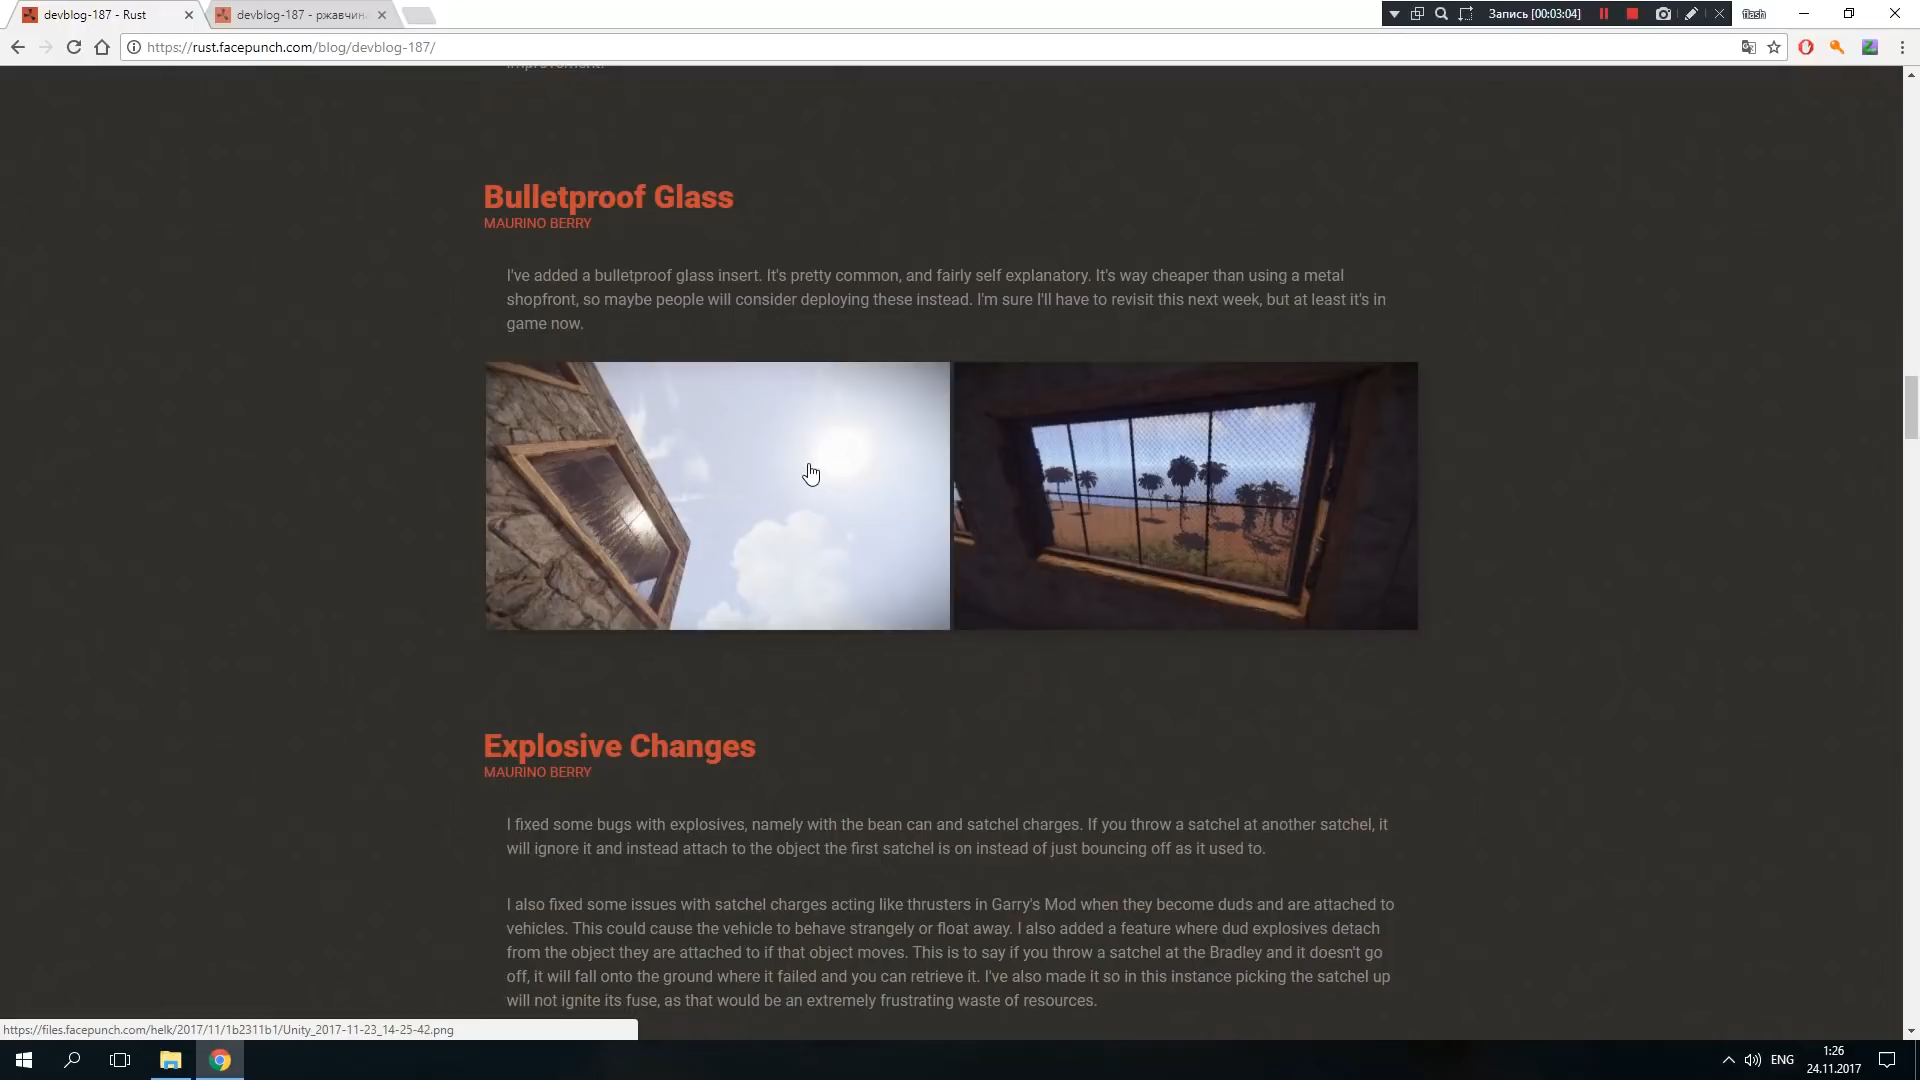 devblog-187 - Rust
devblog-187 - ржавчина
Запись [00:03:04]
flash
https://rust.facepunch.com/blog/devblog-187/
improvement.
Bulletproof Glass
MAURINO BERRY
I've added a bulletproof glass insert. It's pretty common, and fairly self explanatory. It's way cheaper than using a metal
shopfront, so maybe people will consider deploying these instead. I'm sure I'll have to revisit this next week, but at least it's in
game now.
Explosive Changes
MAURINO BERRY
I fixed some bugs with explosives, namely with the bean can and satchel charges. If you throw a satchel at another satchel, it
will ignore it and instead attach to the object the first satchel is on instead of just bouncing off as it used to.
I also fixed some issues with satchel charges acting like thrusters in Garry's Mod when they become duds and are attached to
vehicles. This could cause the vehicle to behave strangely or float away. I also added a feature where dud explosives detach
from the object they are attached to if that object moves. This is to say if you throw a satchel at the Bradley and it doesn't go
off, it will fall onto the ground where it failed and you can retrieve it. I've also made it so in this instance picking the satchel up
will not ignite its fuse, as that would be an extremely frustrating waste of resources.
https://files.facepunch.com/helk/2017/11/1b2311b1/Unity_2017-11-23_14-25-42.png
ENG
1:26
24.11.2017